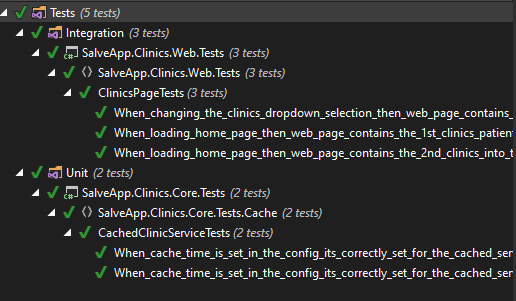 Tests (5 tests)
Integration (3 tests)
SalveApp.Clinics.Web.Tests (3 tests)
SalveApp.Clinics.Web.Tests (3 tests)
ClinicsPageTests (3 tests)
When_changing_the_clinics_dropdown_selection_then_web_page_contains_
When_loading_home_page_then_web_page_contains_the_1st_clinics_patien
When_loading_home_page_then_web_page_contains_the_2nd_clinics_into_t
Unit (2 tests)
SalveApp.Clinics.Core.Tests (2 tests)
SalveApp.Clinics.Core.Tests.Cache (2 tests)
CachedClinicServiceTests (2 tests)
When_cache_time_is_set_in_the_config_its_correctly_set_for_the_cached_ser
When_cache_time_is_set_in_the_config_its_correctly_set_for_the_cached_ser